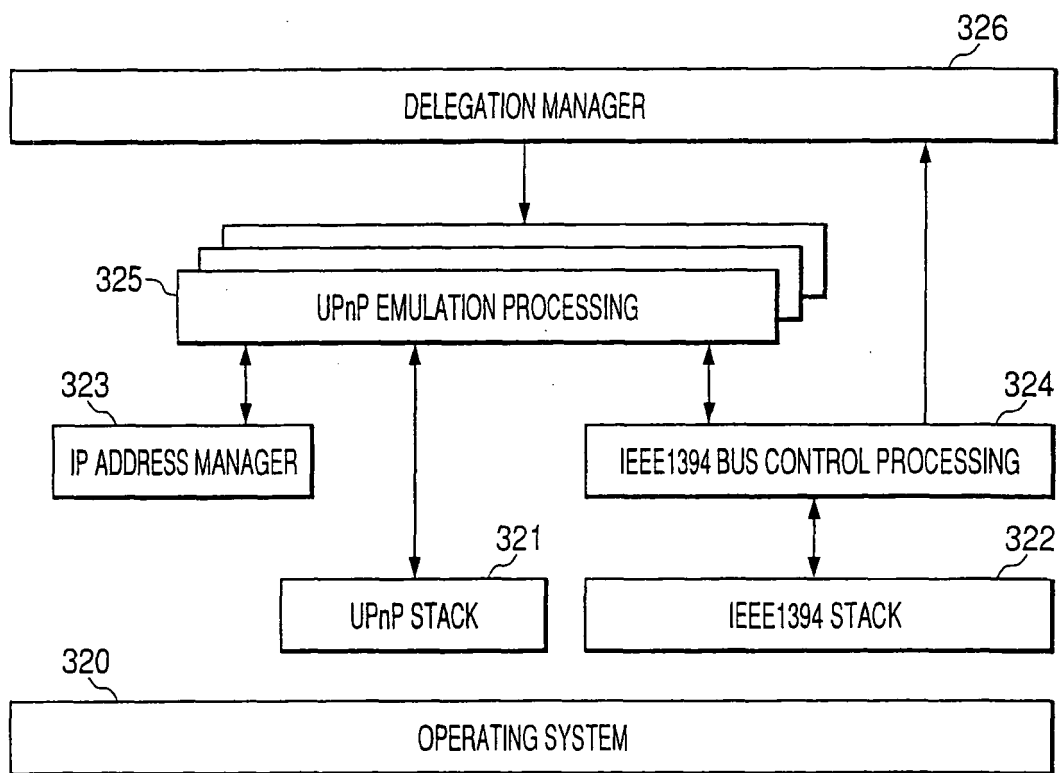 326
DELEGATION MANAGER
325
UPnP EMULATION PROCESSING
323
IP ADDRESS MANAGER
324
IEEE1394 BUS CONTROL PROCESSING
321
UPnP STACK
322
IEEE1394 STACK
320
OPERATING SYSTEM